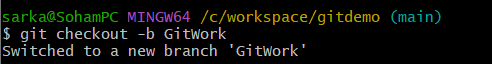 sarka@SohamPC MINGW64 /c/workspace/gitdemo (main)
$ git checkout -b GitWork
Switched to a new branch 'GitWork'